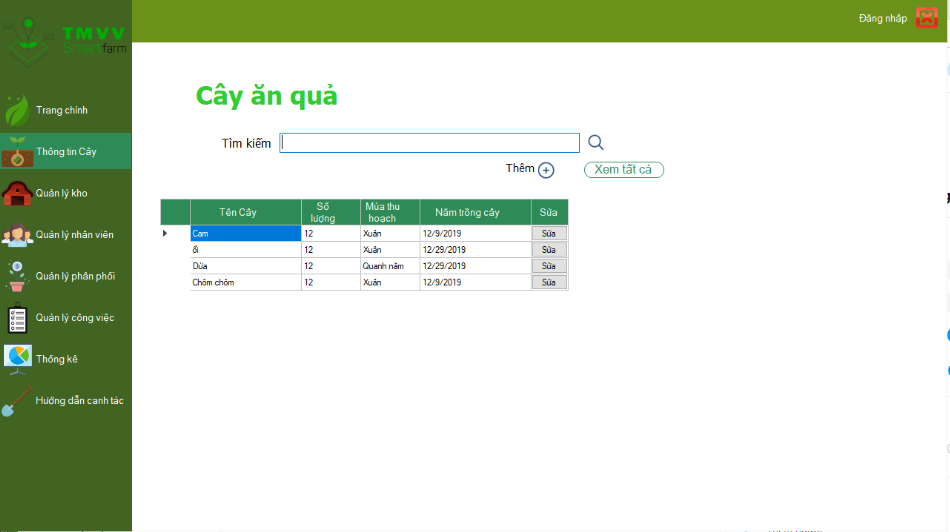 TMVV
Smartfarm
Đăng nhập
Trang chính
Thông tin Cây
Quản lý kho
Quản lý nhân viên
Quản lý phân phối
Quản lý công việc
Thống kê
Hướng dẫn canh tác
Cây ăn quả
Tìm kiếm
Thêm
Xem tất cả
Tên Cây Số lượng Mùa thu hoạch Năm trồng cây Sửa
Cam 12 Xuân 12/9/2019 Sửa
ổi 12 Xuân 12/29/2019 Sửa
Dừa 12 Quanh năm 12/29/2019 Sửa
Chôm chôm 12 Xuân 12/9/2019 Sửa